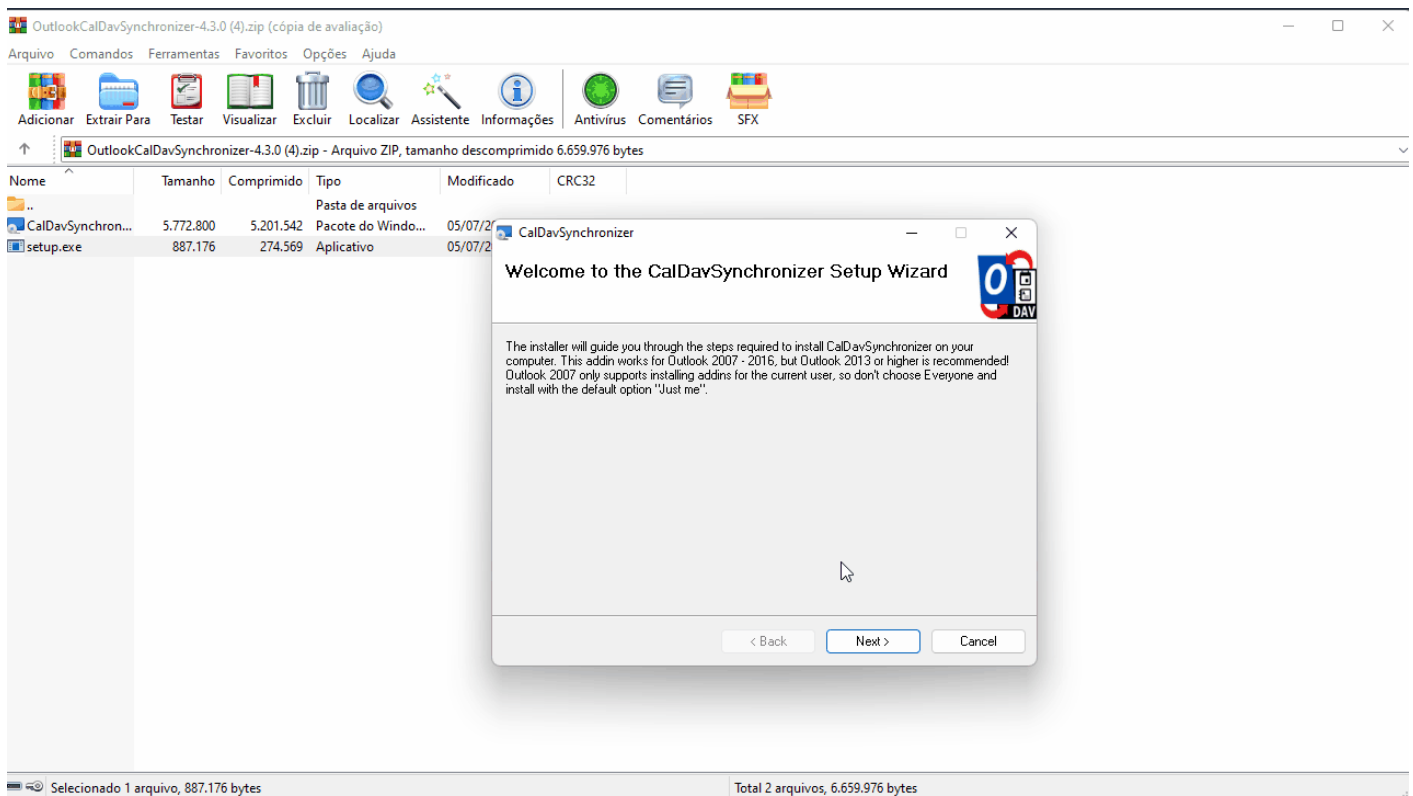 OutlookCalDavSynchronizer-4.3.0 (4).zip (cópia de avaliação)
Arquivo Comandos Ferramentas Favoritos Opções Ajuda
Adicionar Extrair Para Testar Visualizar Excluir Localizar Assistente Informações Antivírus Comentários SFX
OutlookCalDavSynchronizer-4.3.0 (4).zip - Arquivo ZIP, tamanho descomprimido 6.659.976 bytes
Nome Tamanho Comprimido Tipo Modificado CRC32
.. Pasta de arquivos
CalDavSynchron... 5.772.800 5.201.542 Pacote do Windo... 05/07/2
setup.exe 887.176 274.569 Aplicativo 05/07/2
CalDavSynchronizer
Welcome to the CalDavSynchronizer Setup Wizard
O
DAV
The installer will guide you through the steps required to install CalDavSynchronizer on your
computer. This addin works for Outlook 2007 - 2016, but Outlook 2013 or higher is recommended!
Outlook 2007 only supports installing addins for the current user, so don't choose Everyone and
install with the default option "Just me".
< Back Next > Cancel
Selecionado 1 arquivo, 887.176 bytes Total 2 arquivos, 6.659.976 bytes